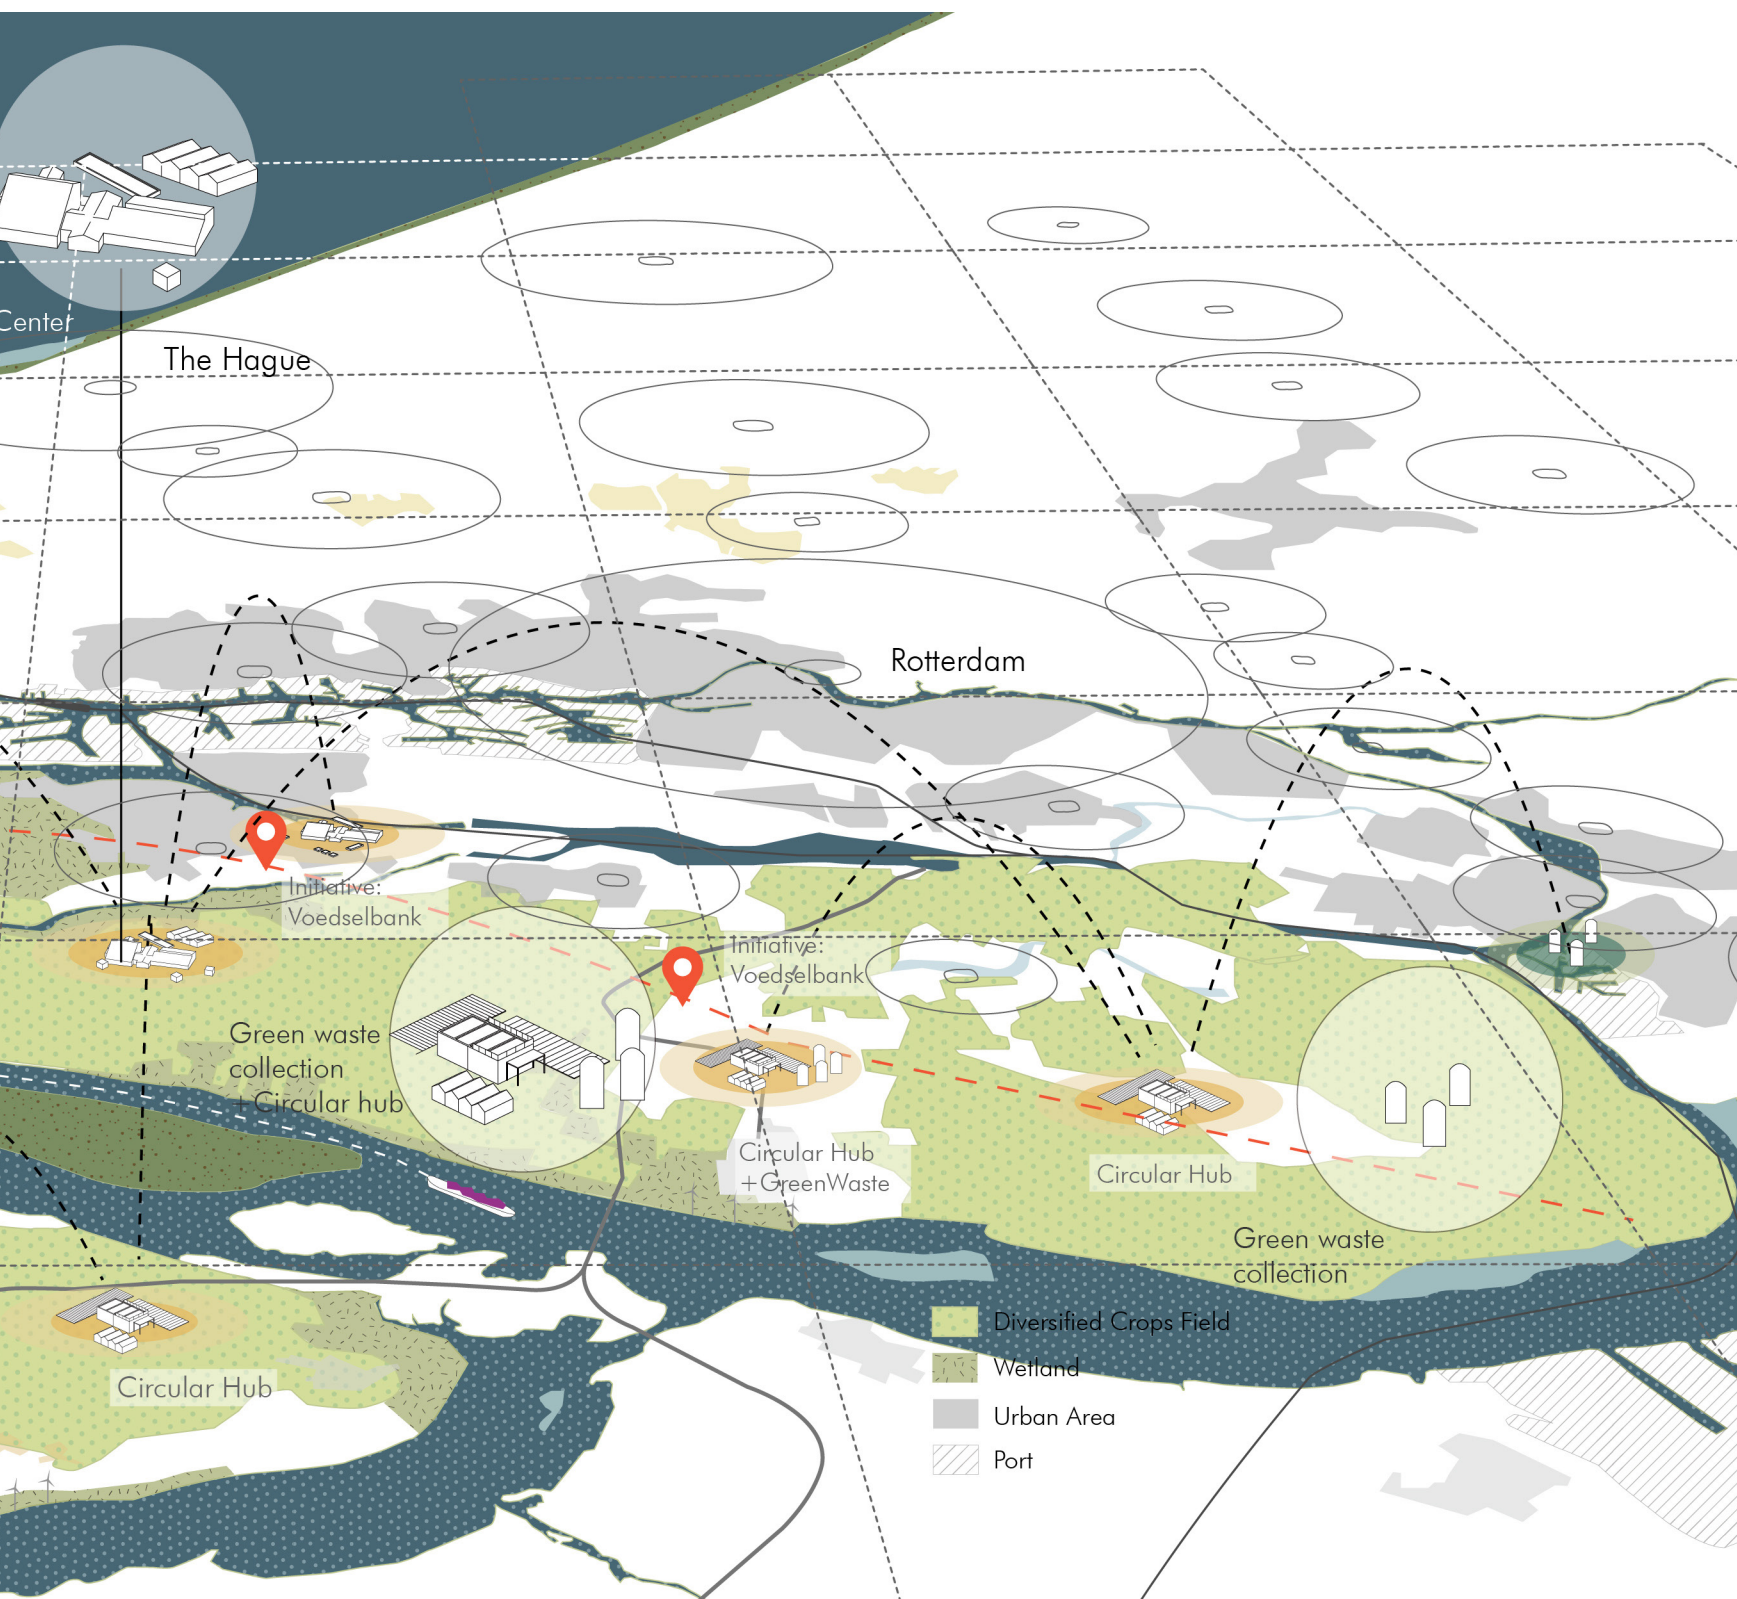 Center
The Hague
Rotterdam
Initiative:
Voedselbank
Initiative:
Voedselbank
Green waste
collection
+Circular hub
Circular Hub
+GreenWaste
Circular Hub
Green waste
collection
Circular Hub
Diversified Crops Field
Wetland
Urban Area
Port